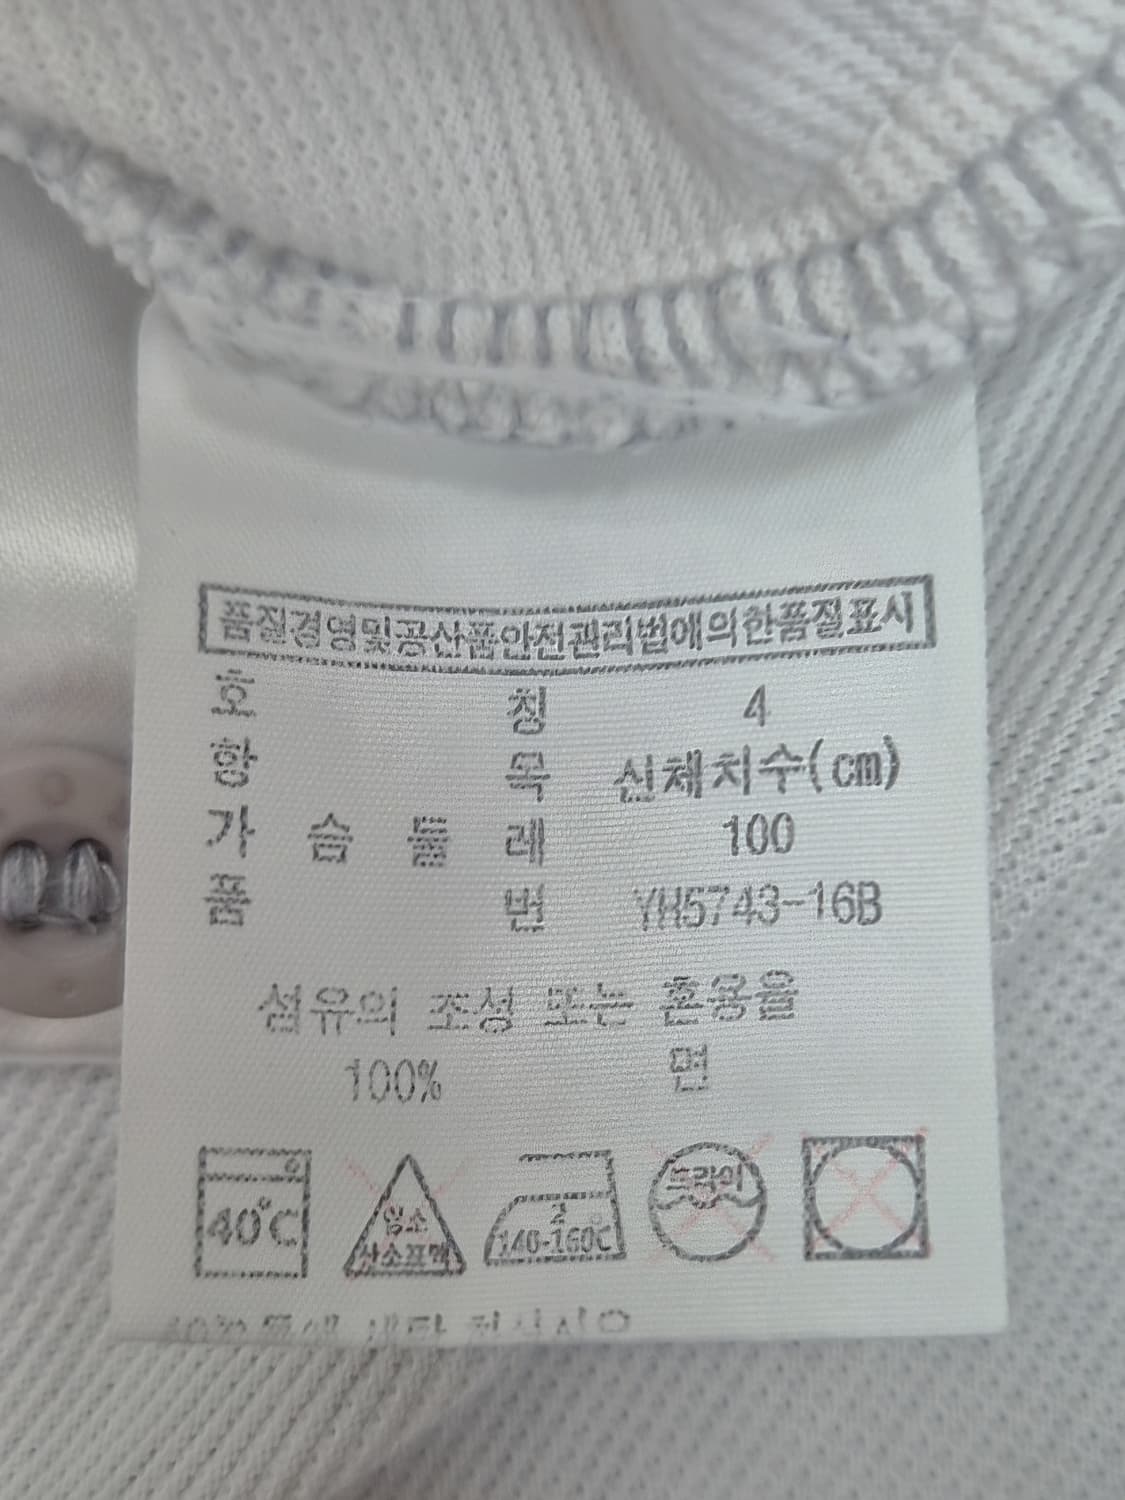 품질경영및공산품안전관리법에의한품질표시
호 칭 4
항 목 신체치수(cm)
가 슴 둘 레 100
품 번 YH5743-16B
섬유의 조성 또는 혼용율
100% 면
40℃
염소
산소표백
2
140-160℃
드라이